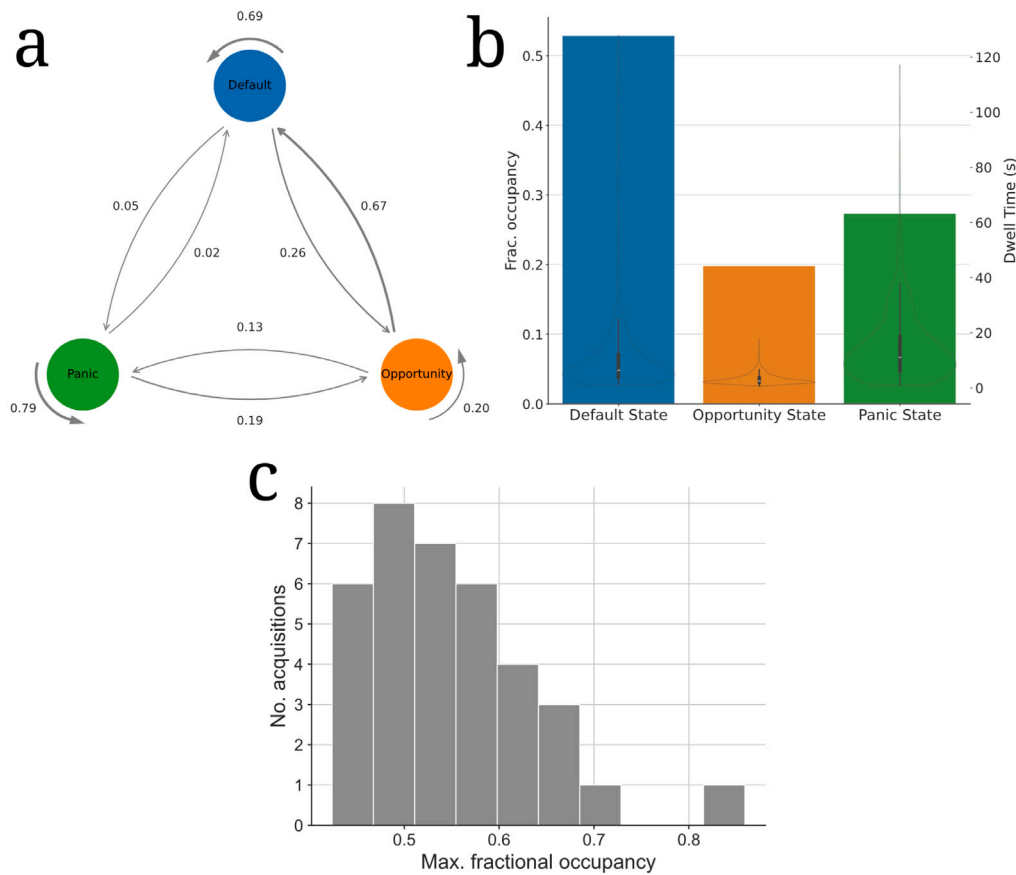 a
0.69
Default
0.05
0.02
0.26
0.67
Panic
0.13
Opportunity
0.79
0.19
0.20
b
Frac. occupancy
0.5
0.4
0.3
0.2
0.1
0.0
Default State
Opportunity State
Panic State
120
100
80
60
40
20
0
Dwell Time (s)
c
No. acquisitions
8
7
6
5
4
3
2
1
0
0.5
0.6
0.7
0.8
Max. fractional occupancy